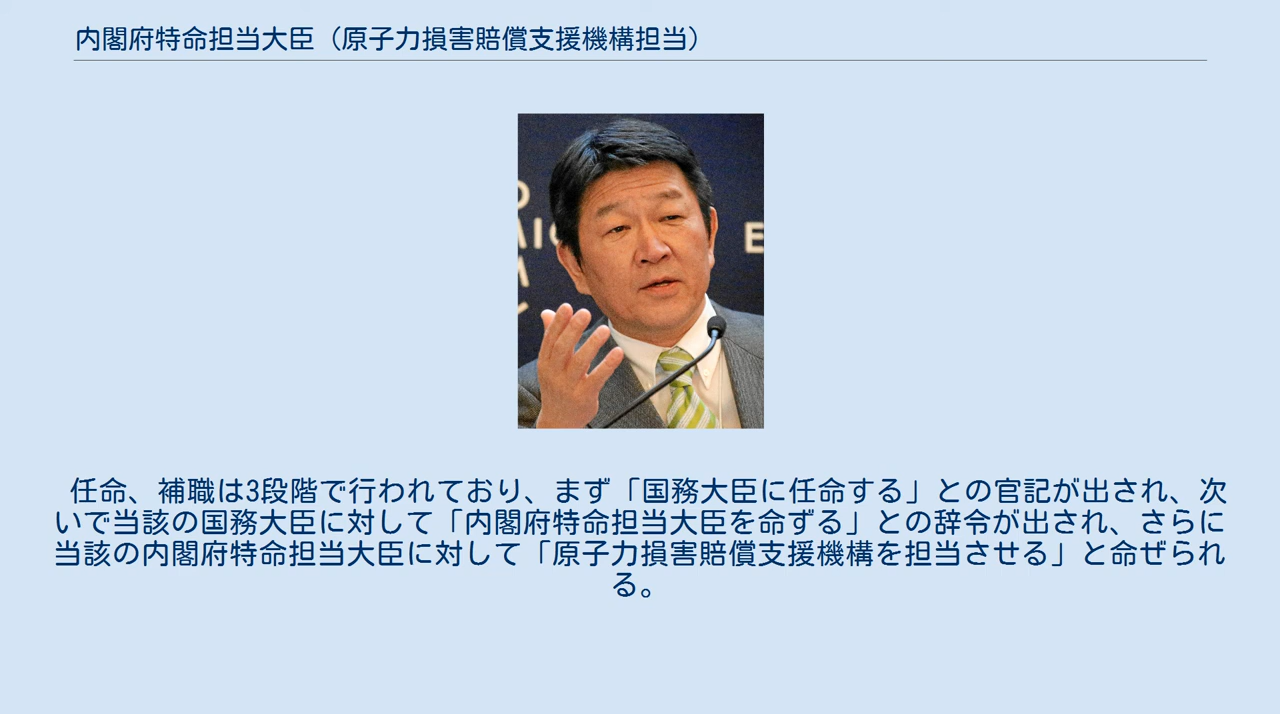 内閣府特命担当大臣（原子力損害賠償支援機構担当）
任命、補職は3段階で行われており、まず「国務大臣に任命する」との官記が出され、次
いで当該の国務大臣に対して「内閣府特命担当大臣を命ずる」との辞令が出され、さらに
当該の内閣府特命担当大臣に対して「原子力損害賠償支援機構を担当させる」と命ぜられ
る。